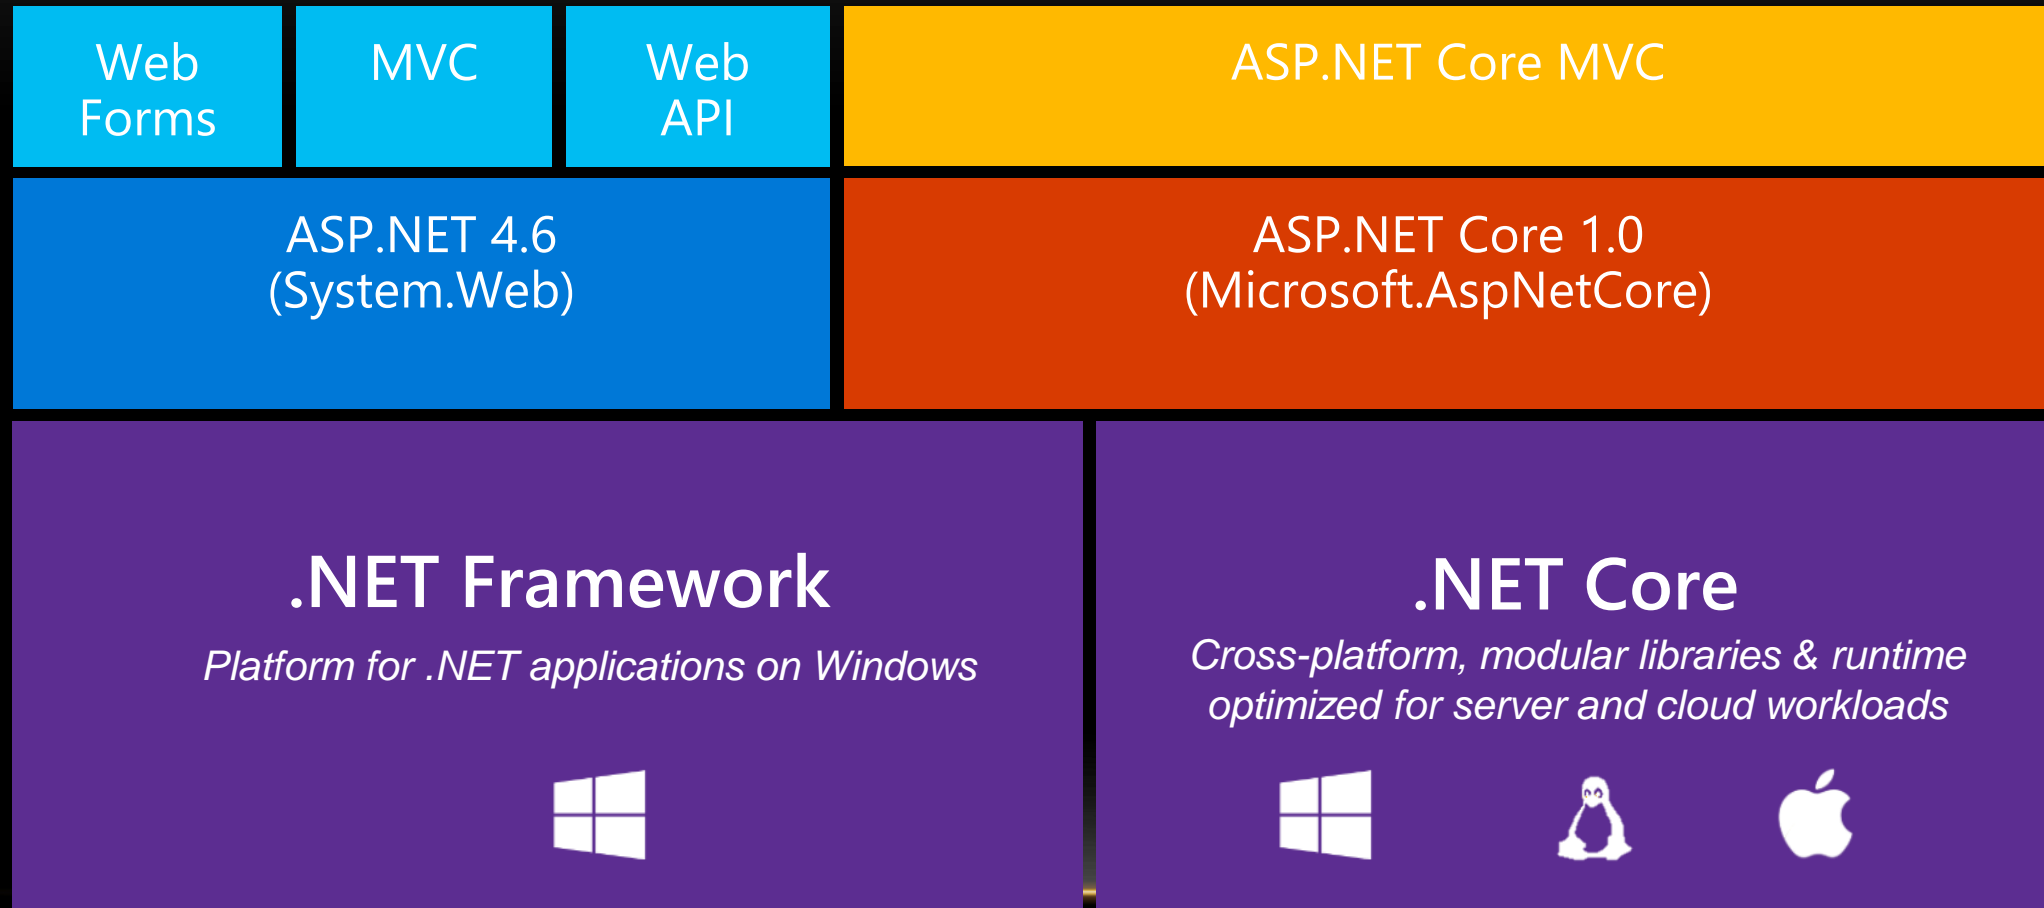 Web
Forms
MVC
Web
API
ASP.NET Core MVC
ASP.NET 4.6
(System.Web)
ASP.NET Core 1.0
(Microsoft.AspNetCore)
.NET Framework
Platform for .NET applications on Windows
.NET Core
Cross-platform, modular libraries & runtime
optimized for server and cloud workloads